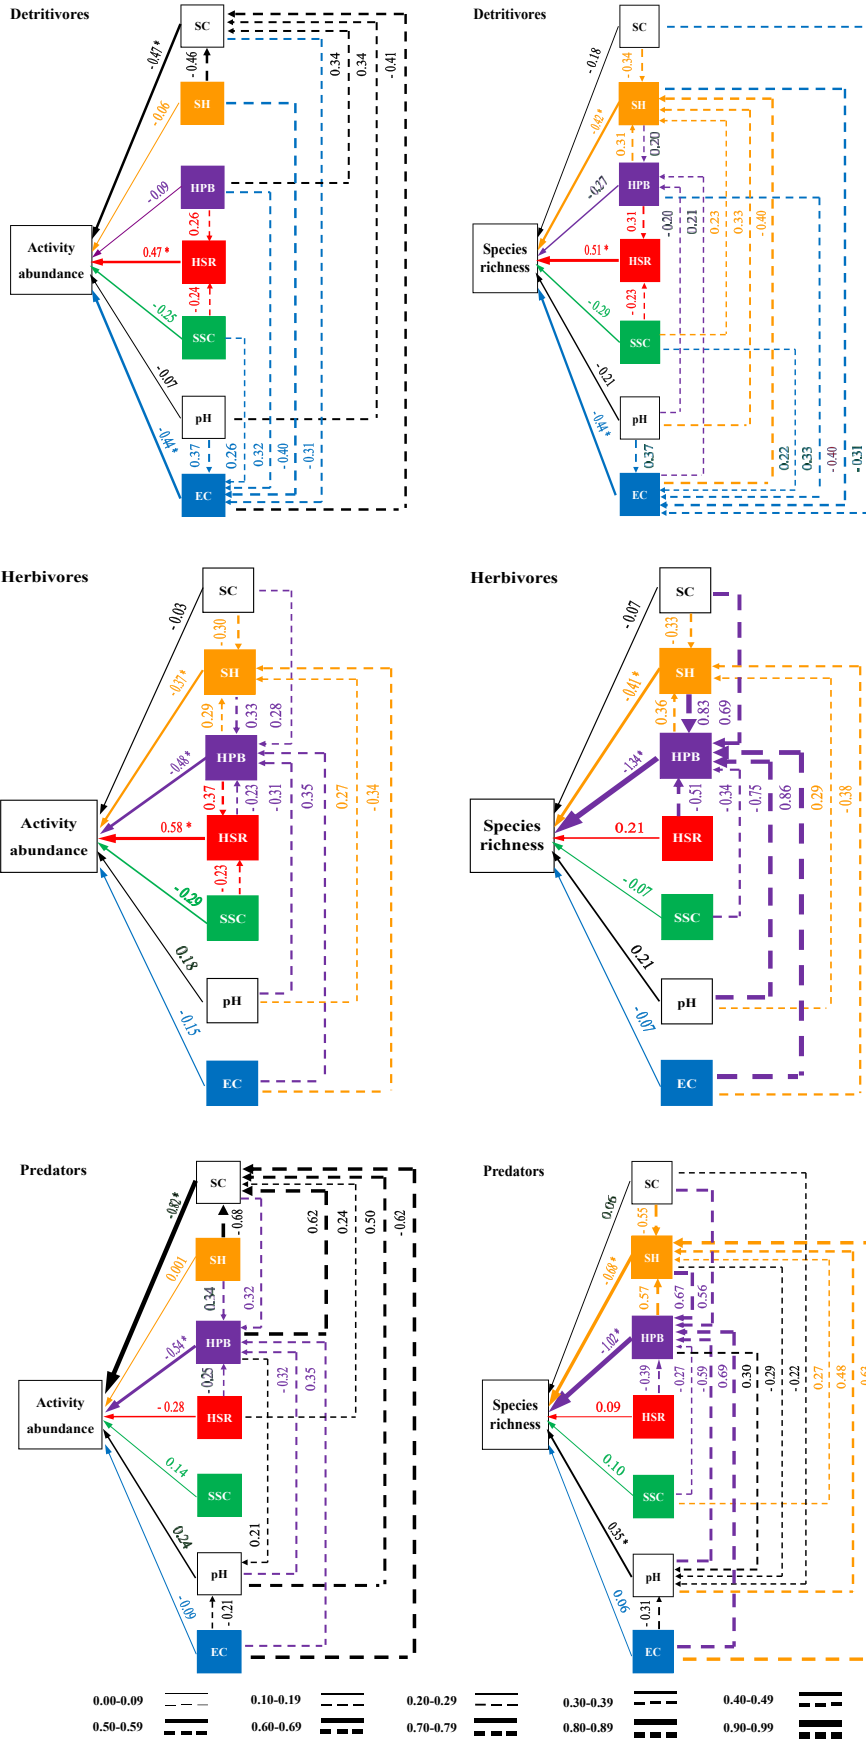 Detritivores
SC
- 0.47 *
- 0.46
0.34
0.34
- 0.41
SH
- 0.06
HPB
- 0.09
0.26
Activity
abundance
0.47 *
HSR
- 0.24
- 0.25
SSC
- 0.07
pH
- 0.44 *
0.37
0.26
0.32
- 0.40
- 0.31
EC
Detritivores
SC
- 0.18
- 0.34
SH
- 0.42 *
0.31
0.20
HPB
- 0.27
0.31
- 0.20
0.21
0.23
0.33
- 0.40
Species
richness
0.51 *
HSR
- 0.23
- 0.29
SSC
- 0.21
pH
- 0.44 *
0.37
0.22
0.33
- 0.40
- 0.31
EC
Herbivores
SC
- 0.03
- 0.30
SH
- 0.37 *
0.29
0.33
0.28
HPB
- 0.48 *
0.37
- 0.23
- 0.31
0.35
0.27
- 0.34
Activity
abundance
0.58 *
HSR
- 0.23
- 0.29
SSC
0.18
pH
- 0.15
EC
Herbivores
SC
- 0.07
- 0.33
SH
- 0.41 *
0.36
0.83
0.69
HPB
- 1.34 *
- 0.51
- 0.34
- 0.75
0.86
0.29
- 0.38
Species
richness
0.21
HSR
- 0.07
SSC
0.21
pH
- 0.07
EC
Predators
SC
- 0.82 *
- 0.68
0.62
0.24
0.50
- 0.62
SH
0.001
0.34
0.32
HPB
- 0.54 *
- 0.25
- 0.32
0.35
Activity
abundance
- 0.28
HSR
0.14
SSC
0.24
0.21
pH
- 0.09
- 0.21
EC
Predators
SC
0.06
- 0.55
SH
- 0.68 *
0.57
0.67
0.56
HPB
- 1.02 *
- 0.39
- 0.27
- 0.59
0.69
0.30
- 0.29
- 0.22
0.27
0.48
Species
richness
0.09
HSR
0.10
SSC
0.35 *
pH
0.06
- 0.31
EC
0.00-0.09
0.10-0.19
0.20-0.29
0.30-0.39
0.40-0.49
0.50-0.59
0.60-0.69
0.70-0.79
0.80-0.89
0.90-0.99